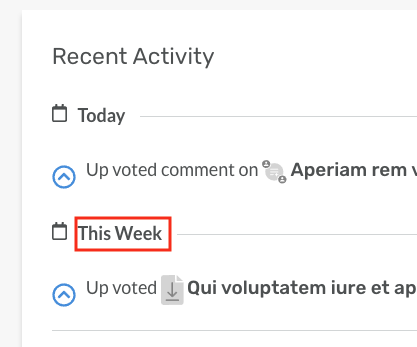 Recent Activity
Today
Up voted comment on Aperiam rem
This Week
Up voted Qui voluptatem iure et ap